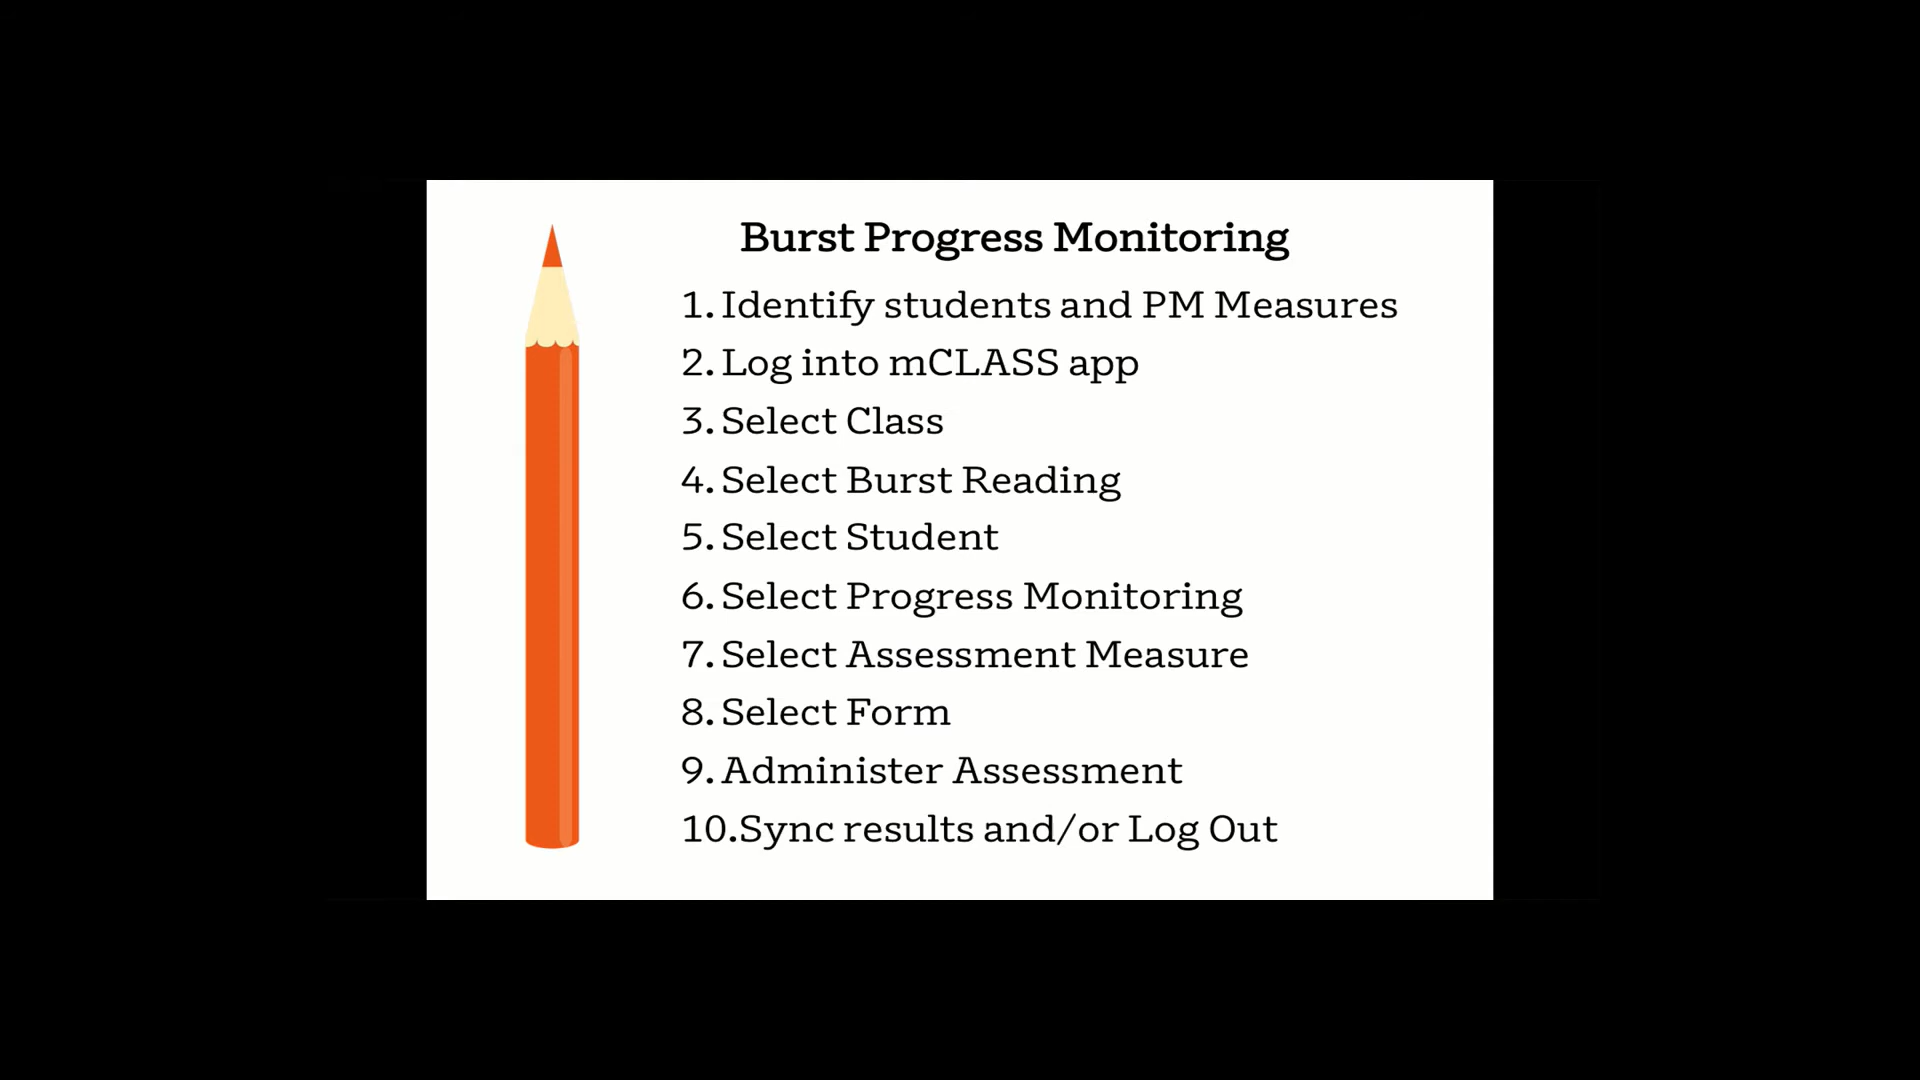 Burst Progress Monitoring
1. Identify students and PM Measures
2. Log into mCLASS app
3. Select Class
4. Select Burst Reading
5. Select Student
6. Select Progress Monitoring
7. Select Assessment Measure
8. Select Form
9. Administer Assessment
10.Sync results and/or Log Out